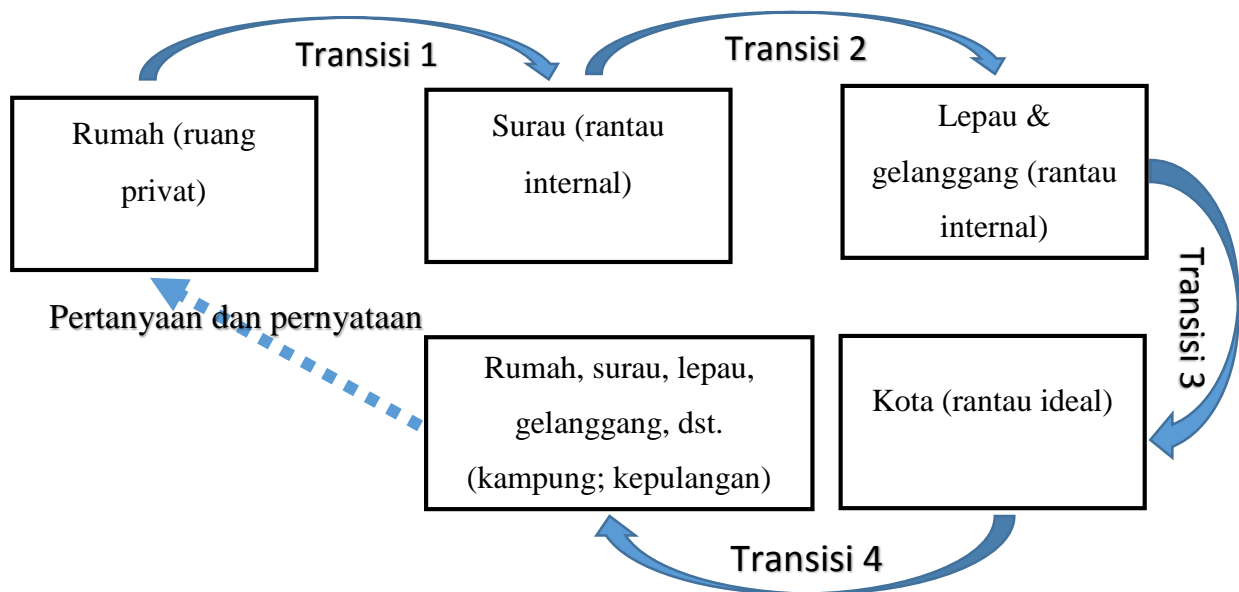 Transisi 1
Transisi 2
Rumah (ruang
privat)
Surau (rantau
internal)
Lepau &
gelanggang (rantau
internal)
Transisi 3
Pertanyaan dan pernyataan
Rumah, surau, lepau,
gelanggang, dst.
(kampung; kepulangan)
Kota (rantau ideal)
Transisi 4